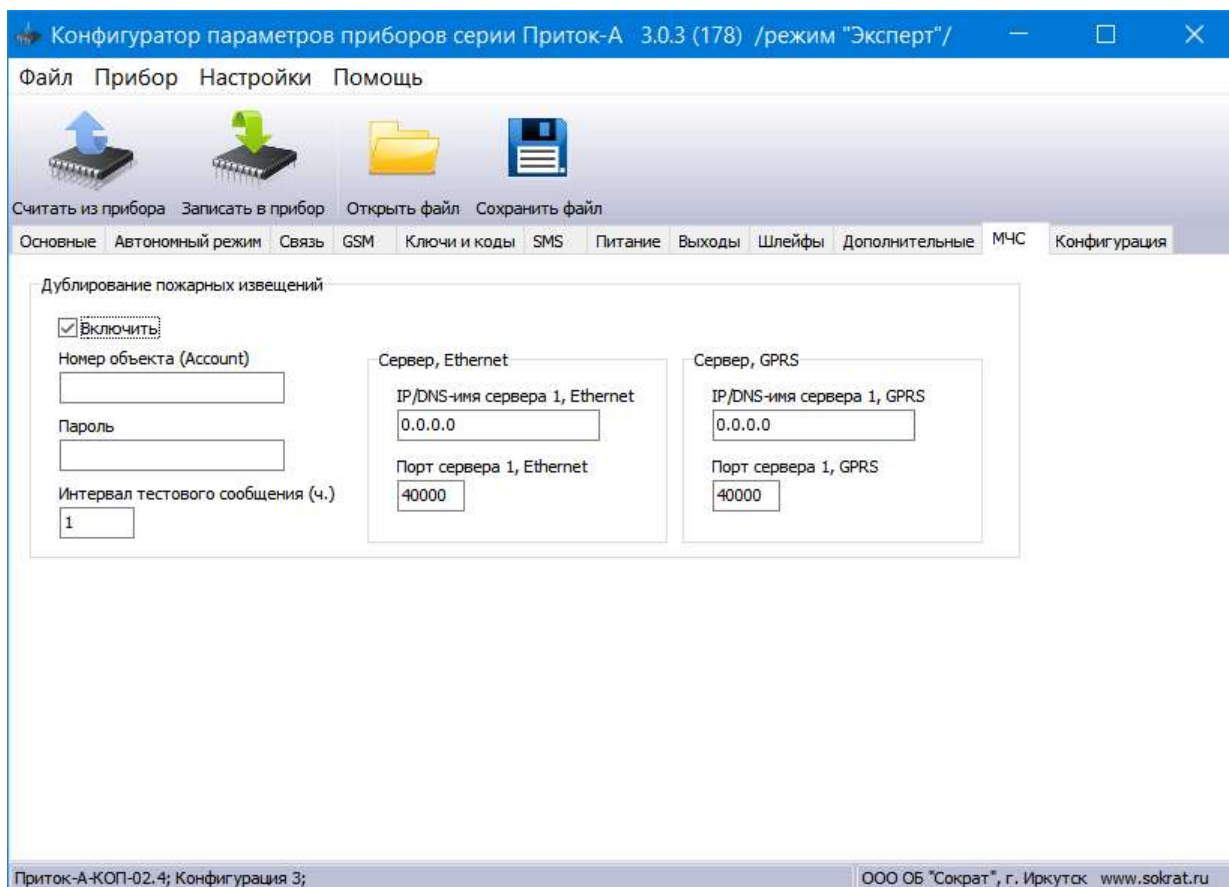 Конфигуратор параметров приборов серии Приток-А 3.0.3 (178) /режим "Эксперт"/
Файл Прибор Настройки Помощь
Считать из прибора Записать в прибор Открыть файл Сохранить файл
Основные Автономный режим Связь GSM Ключи и коды SMS Питание Выходы Шлейфы Дополнительные МЧС Конфигурация
Дублирование пожарных извещений
Включить
Номер объекта (Account)
Пароль
Интервал тестового сообщения (ч.)
1
Сервер, Ethernet
IP/DNS-имя сервера 1, Ethernet
0.0.0.0
Порт сервера 1, Ethernet
40000
Сервер, GPRS
IP/DNS-имя сервера 1, GPRS
0.0.0.0
Порт сервера 1, GPRS
40000
Приток-А-КОП-02.4; Конфигурация 3;
ООО ОБ "Сократ", г. Иркутск www.sokrat.ru